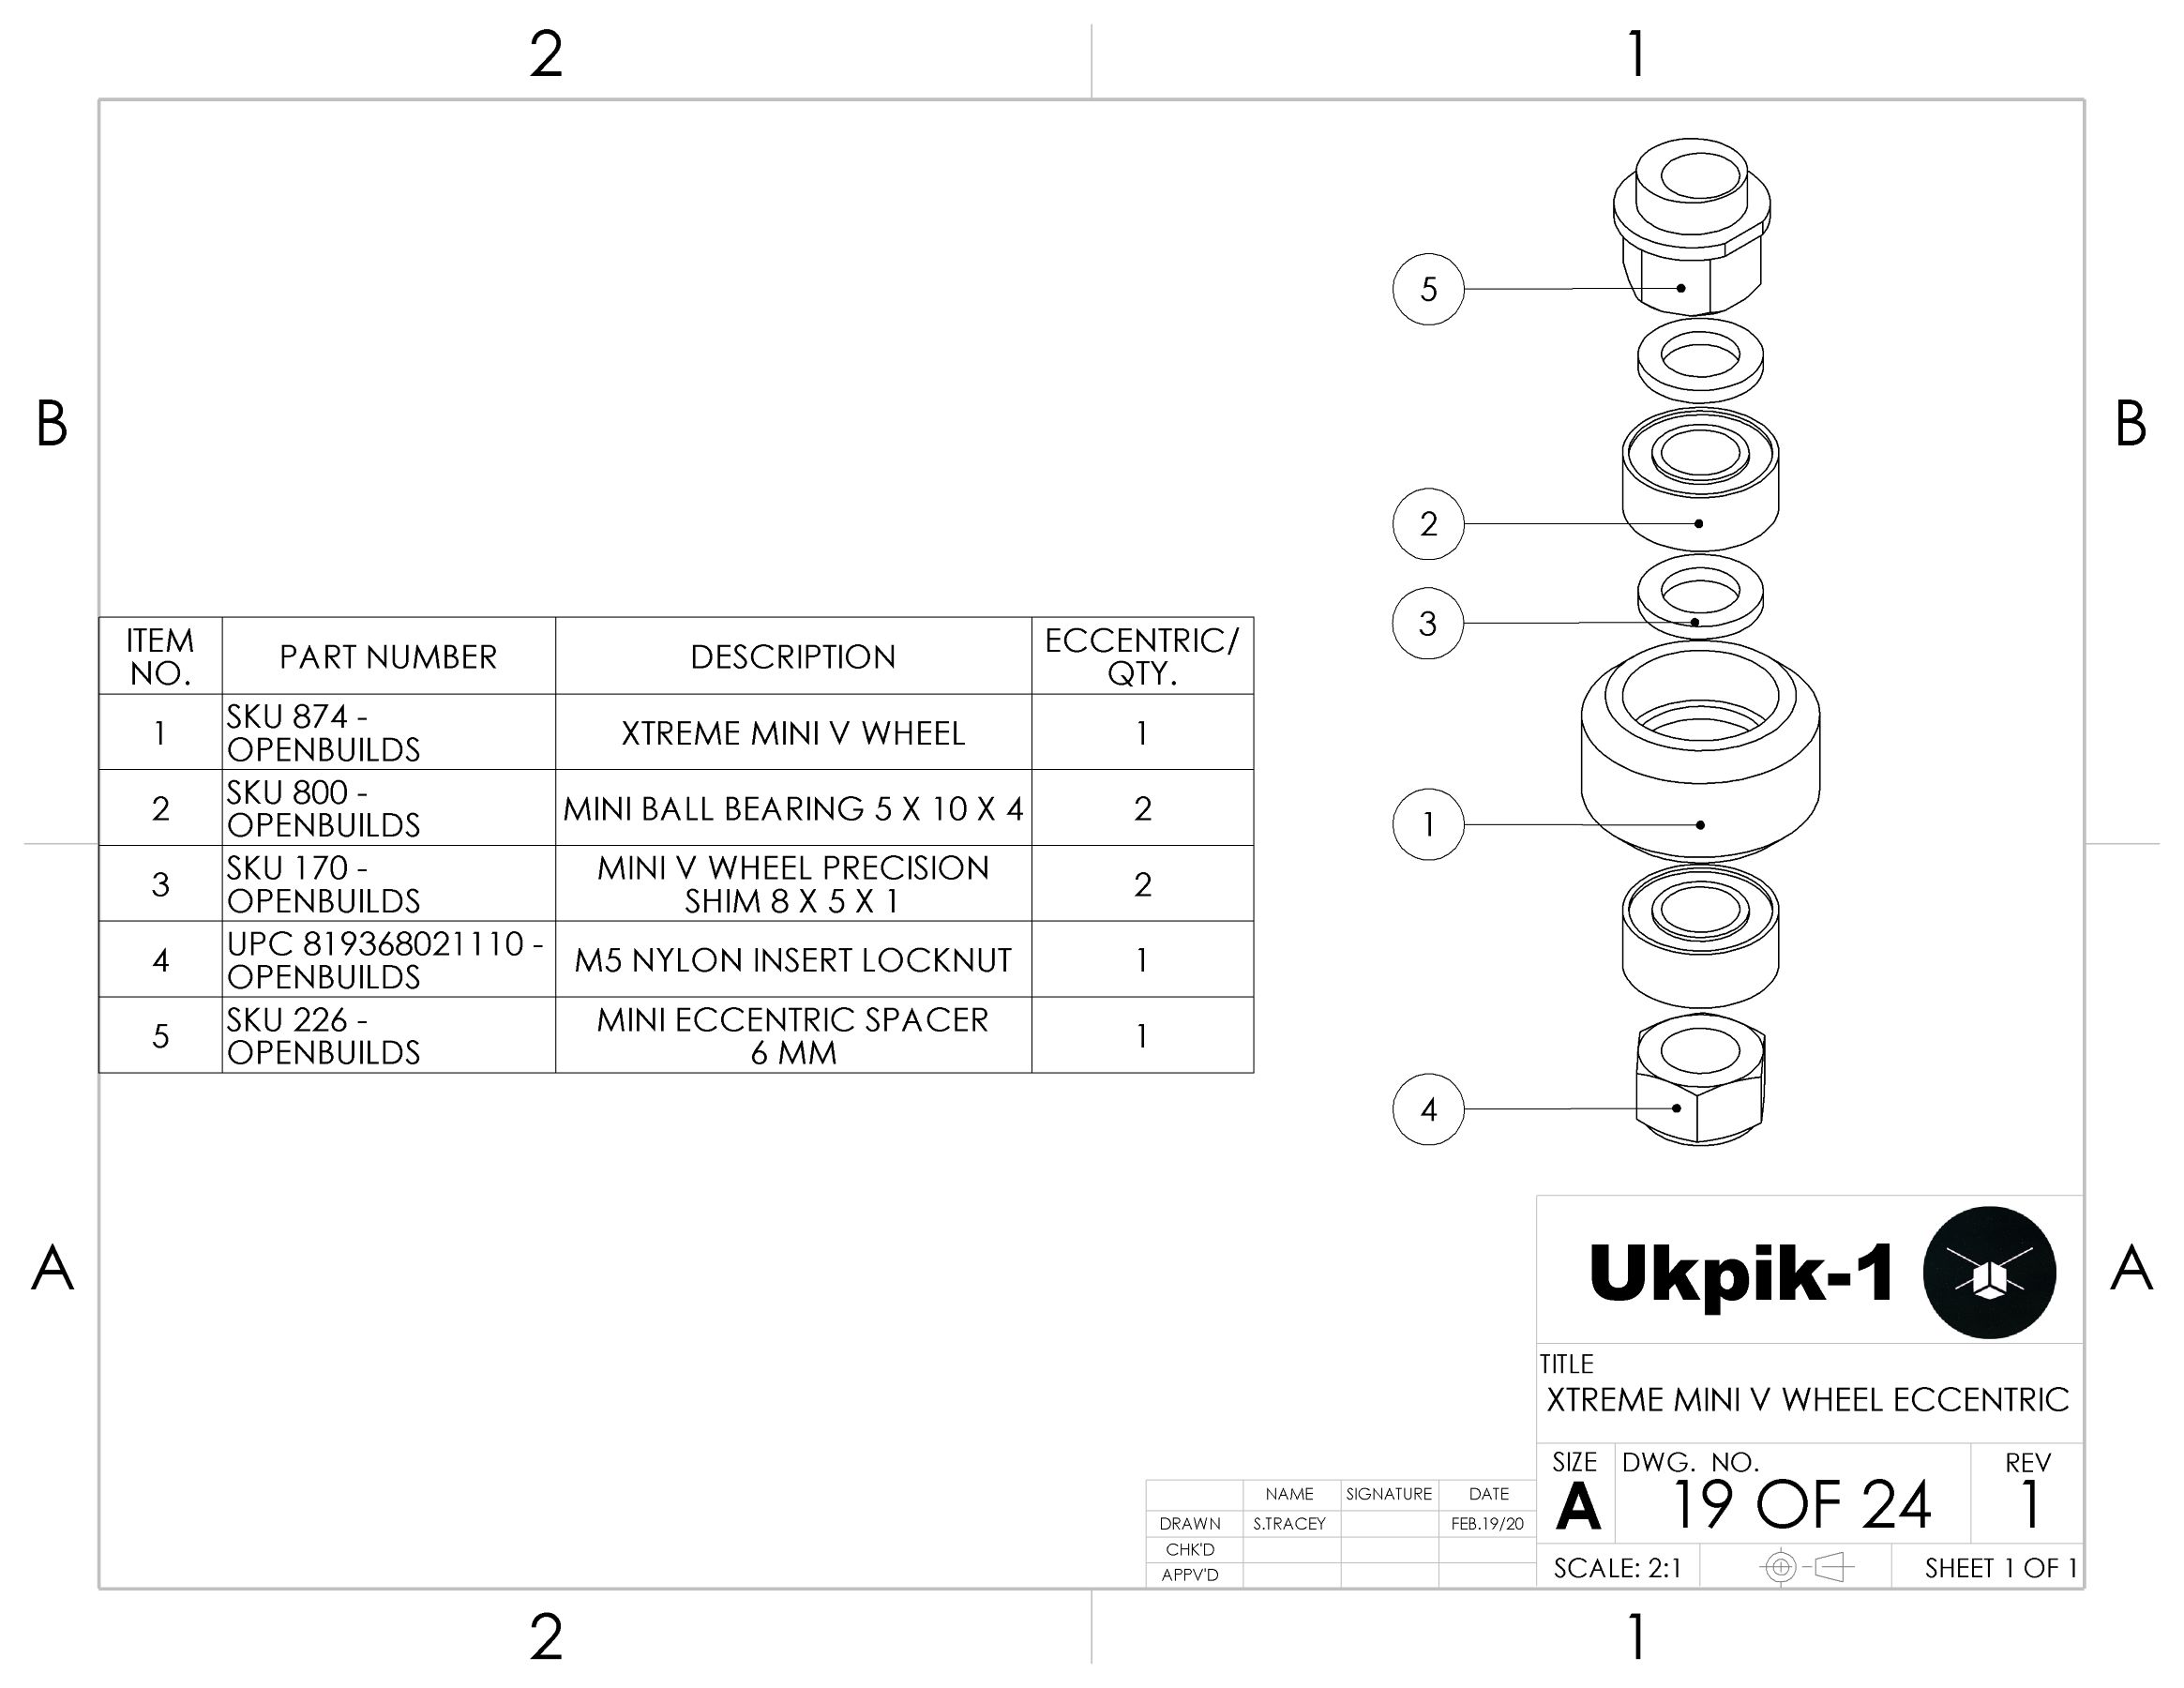 2
1
B
B
5
2
3
1
4
ITEM NO.
PART NUMBER
DESCRIPTION
ECCENTRIC/ QTY.
1
SKU 874 -
OPENBUILDS
XTREME MINI V WHEEL
1
2
SKU 800 -
OPENBUILDS
MINI BALL BEARING 5 X 10 X 4
2
3
SKU 170 -
OPENBUILDS
MINI V WHEEL PRECISION
SHIM 8 X 5 X 1
2
4
UPC 819368021110 -
OPENBUILDS
M5 NYLON INSERT LOCKNUT
1
5
SKU 226 -
OPENBUILDS
MINI ECCENTRIC SPACER
6 MM
1
A
A
Ukpik-1
TITLE
XTREME MINI V WHEEL ECCENTRIC
SIZE
A
DWG. NO.
19 OF 24
REV
1
SCALE: 2:1
SHEET 1 OF 1
NAME
SIGNATURE
DATE
DRAWN
S.TRACEY
FEB.19/20
CHK'D
APPV'D
2
1